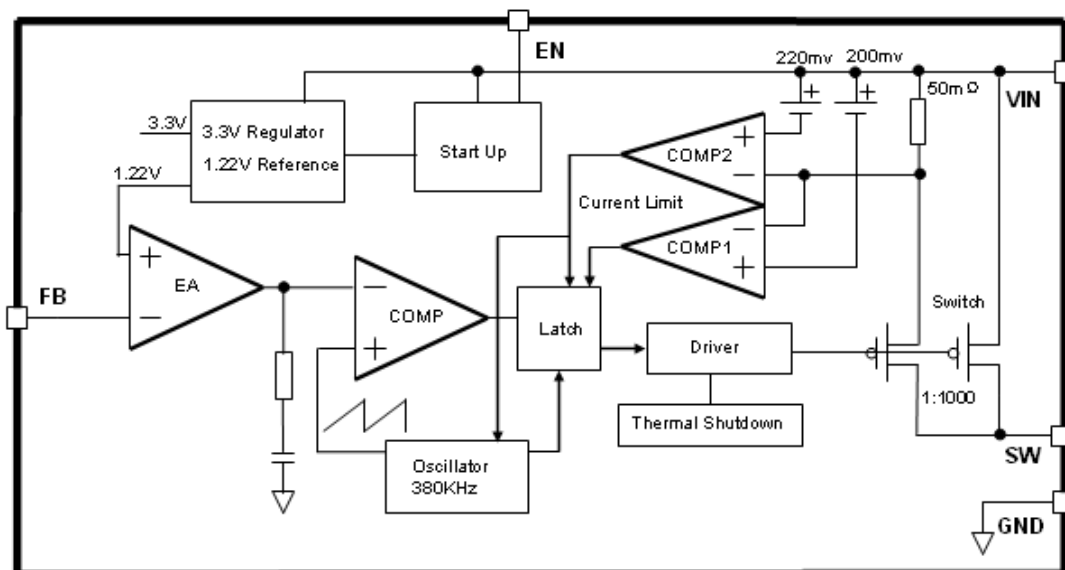 EN
220mv 200mv
50mΩ
VIN
3.3V
3.3V Regulator
1.22V Reference
Start Up
1.22V
+
COMP2
−
Current Limit
−
COMP1
+
+
EA
−
FB
−
COMP
+
Latch
Driver
Switch
1:1000
Thermal Shutdown
Oscillator
380KHz
SW
GND
+
+